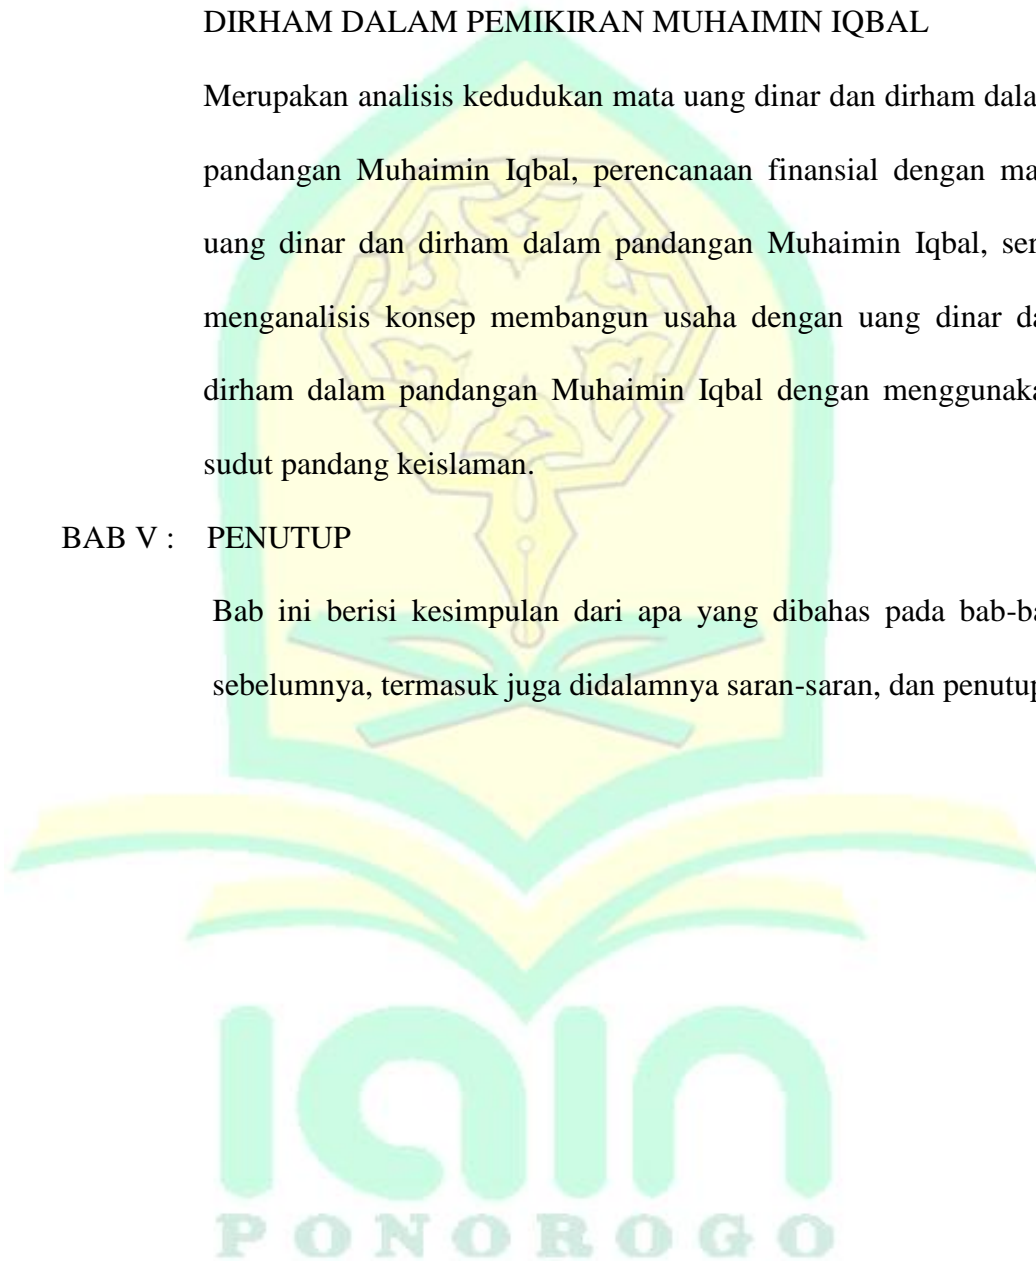 DIRHAM DALAM PEMIKIRAN MUHAIMIN IQBAL
Merupakan analisis kedudukan mata uang dinar dan dirham dala
pandangan Muhaimin Iqbal, perencanaan finansial dengan ma
uang dinar dan dirham dalam pandangan Muhaimin Iqbal, ser
menganalisis konsep membangun usaha dengan uang dinar da
dirham dalam pandangan Muhaimin Iqbal dengan menggunaka
sudut pandang keislaman.
BAB V : PENUTUP
Bab ini berisi kesimpulan dari apa yang dibahas pada bab-ba
sebelumnya, termasuk juga didalamnya saran-saran, dan penutup
iain
PONOROGO